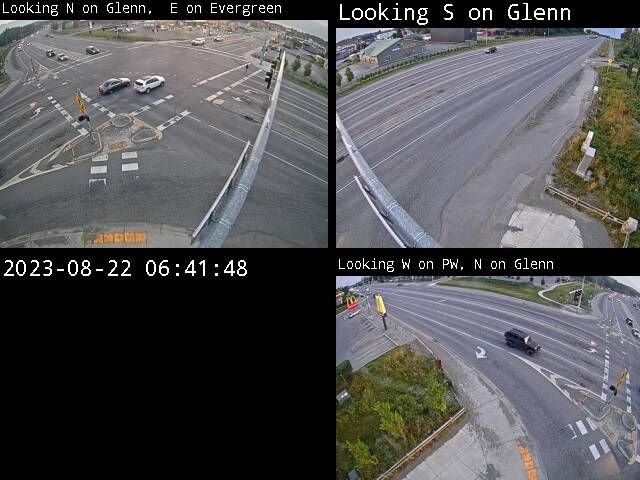 Looking N on Glenn,  E on Evergreen
Looking S on Glenn
2023-08-22 06:41:48
Looking W on PW, N on Glenn